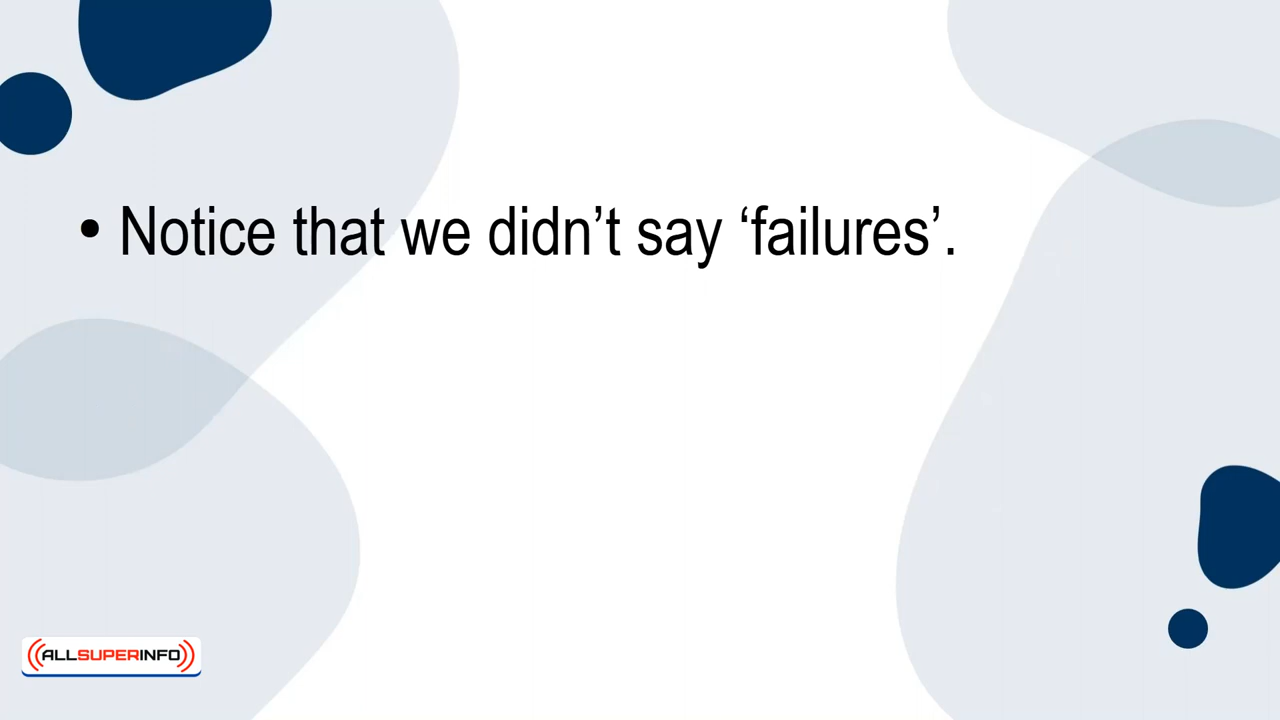 • Notice that we didn’t say ‘failures’.
((ALLSUPERINFO))